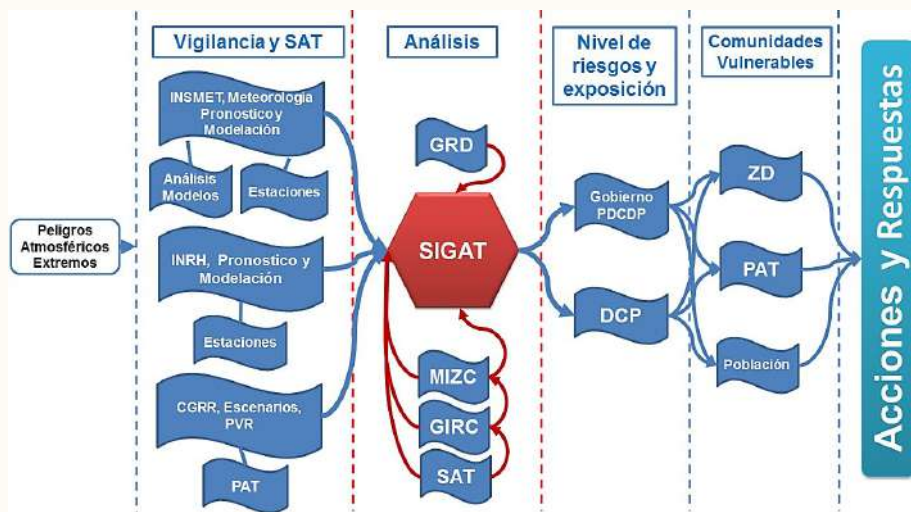 Vigilancia y SAT
Análisis
Nivel de
riesgos y
exposición
Comunidades
Vulnerables
Peligros
Atmosféricos
Extremos
INSMET, Meteorología
Pronostico y
Modelación
Análisis
Modelos
Estaciones
INRH, Pronostico y
Modelación
Estaciones
CGRR, Escenarios,
PVR
PAT
GRD
SIGAT
MIZC
GIRC
SAT
Gobierno
PDCDP
DCP
ZD
PAT
Población
Acciones y Respuestas